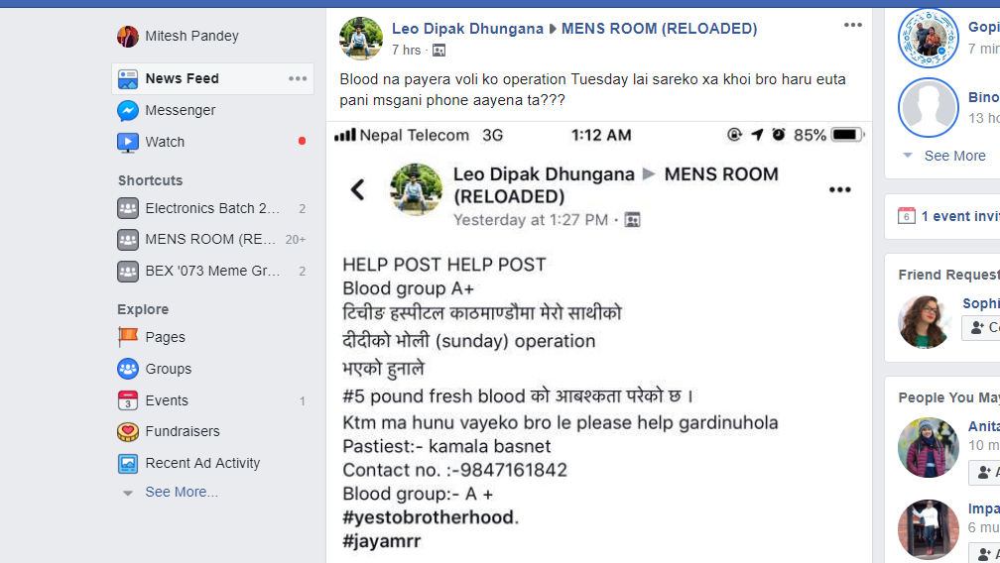 Mitesh Pandey
News Feed
Messenger
Watch
Shortcuts
Electronics Batch 2... 2
MENS ROOM (RE... 20+
BEX '073 Meme Gr... 2
Explore
Pages
Groups
3 Events 1
Fundraisers
Recent Ad Activity
See More...
Leo Dipak Dhungana MENS ROOM (RELOADED)
7 hrs ·
Blood na payera voli ko operation Tuesday lai sareko xa khoi bro haru euta
pani msgani phone aayena ta???
Nepal Telecom 3G 1:12 AM 85%
Leo Dipak Dhungana MENS ROOM
(RELOADED)
Yesterday at 1:27 PM ·
HELP POST HELP POST
Blood group A+
टिचीङ हस्पीटल काठमाण्डौमा मेरो साथीको
दीदीको भोली (sunday) operation
भएको हुनाले
#5 pound fresh blood को आबश्कता परेको छ ।
Ktm ma hunu vayeko bro le please help gardinuhola
Pastiest:- kamala basnet
Contact no. :-9847161842
Blood group:- A +
#yestobrotherhood.
#jayamrr
Gopi
7 min
Bino
13 ho
See More
6 1 event invi
Friend Request
Sophi
Co
People You May
Anita
10 m
A
Impa
6 mu
A